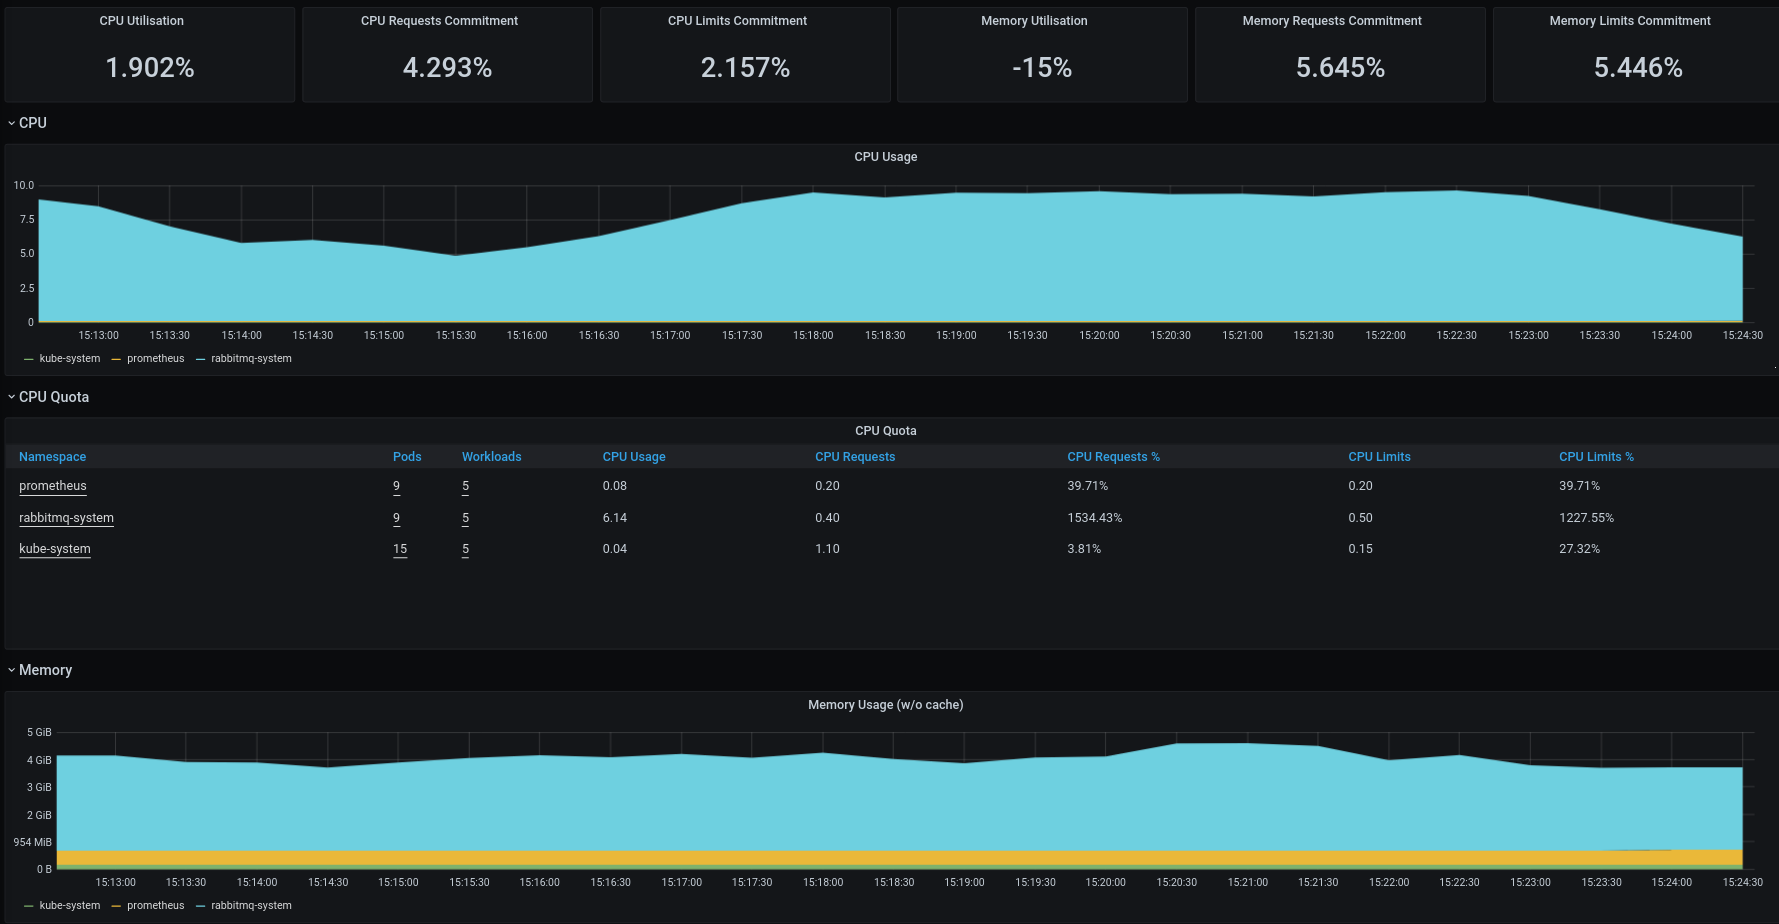 CPU Utilisation CPU Requests Commitment CPU Limits Commitment Memory Utilisation Memory Requests Commitment Memory Limits Commitment
1.902% 4.293% 2.157% -15% 5.645% 5.446%
CPU
CPU Usage
10.0
7.5
5.0
2.5
0
15:13:00 15:13:30 15:14:00 15:14:30 15:15:00 15:15:30 15:16:00 15:16:30 15:17:00 15:17:30 15:18:00 15:18:30 15:19:00 15:19:30 15:20:00 15:20:30 15:21:00 15:21:30 15:22:00 15:22:30 15:23:00 15:23:30 15:24:00 15:24:30
kube-system prometheus rabbitmq-system
CPU Quota
CPU Quota
Namespace Pods Workloads CPU Usage CPU Requests CPU Requests % CPU Limits CPU Limits %
prometheus 9 5 0.08 0.20 39.71% 0.20 39.71%
rabbitmq-system 9 5 6.14 0.40 1534.43% 0.50 1227.55%
kube-system 15 5 0.04 1.10 3.81% 0.15 27.32%
Memory
Memory Usage (w/o cache)
5 GiB
4 GiB
3 GiB
2 GiB
954 MiB
0 B
15:13:00 15:13:30 15:14:00 15:14:30 15:15:00 15:15:30 15:16:00 15:16:30 15:17:00 15:17:30 15:18:00 15:18:30 15:19:00 15:19:30 15:20:00 15:20:30 15:21:00 15:21:30 15:22:00 15:22:30 15:23:00 15:23:30 15:24:00 15:24:30
kube-system prometheus rabbitmq-system